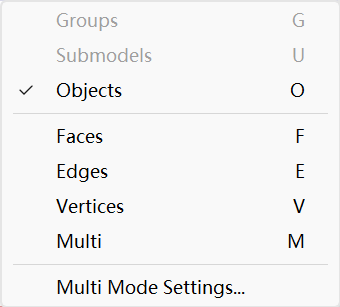 Groups G
Submodels U
Objects O
Faces F
Edges E
Vertices V
Multi M
Multi Mode Settings...